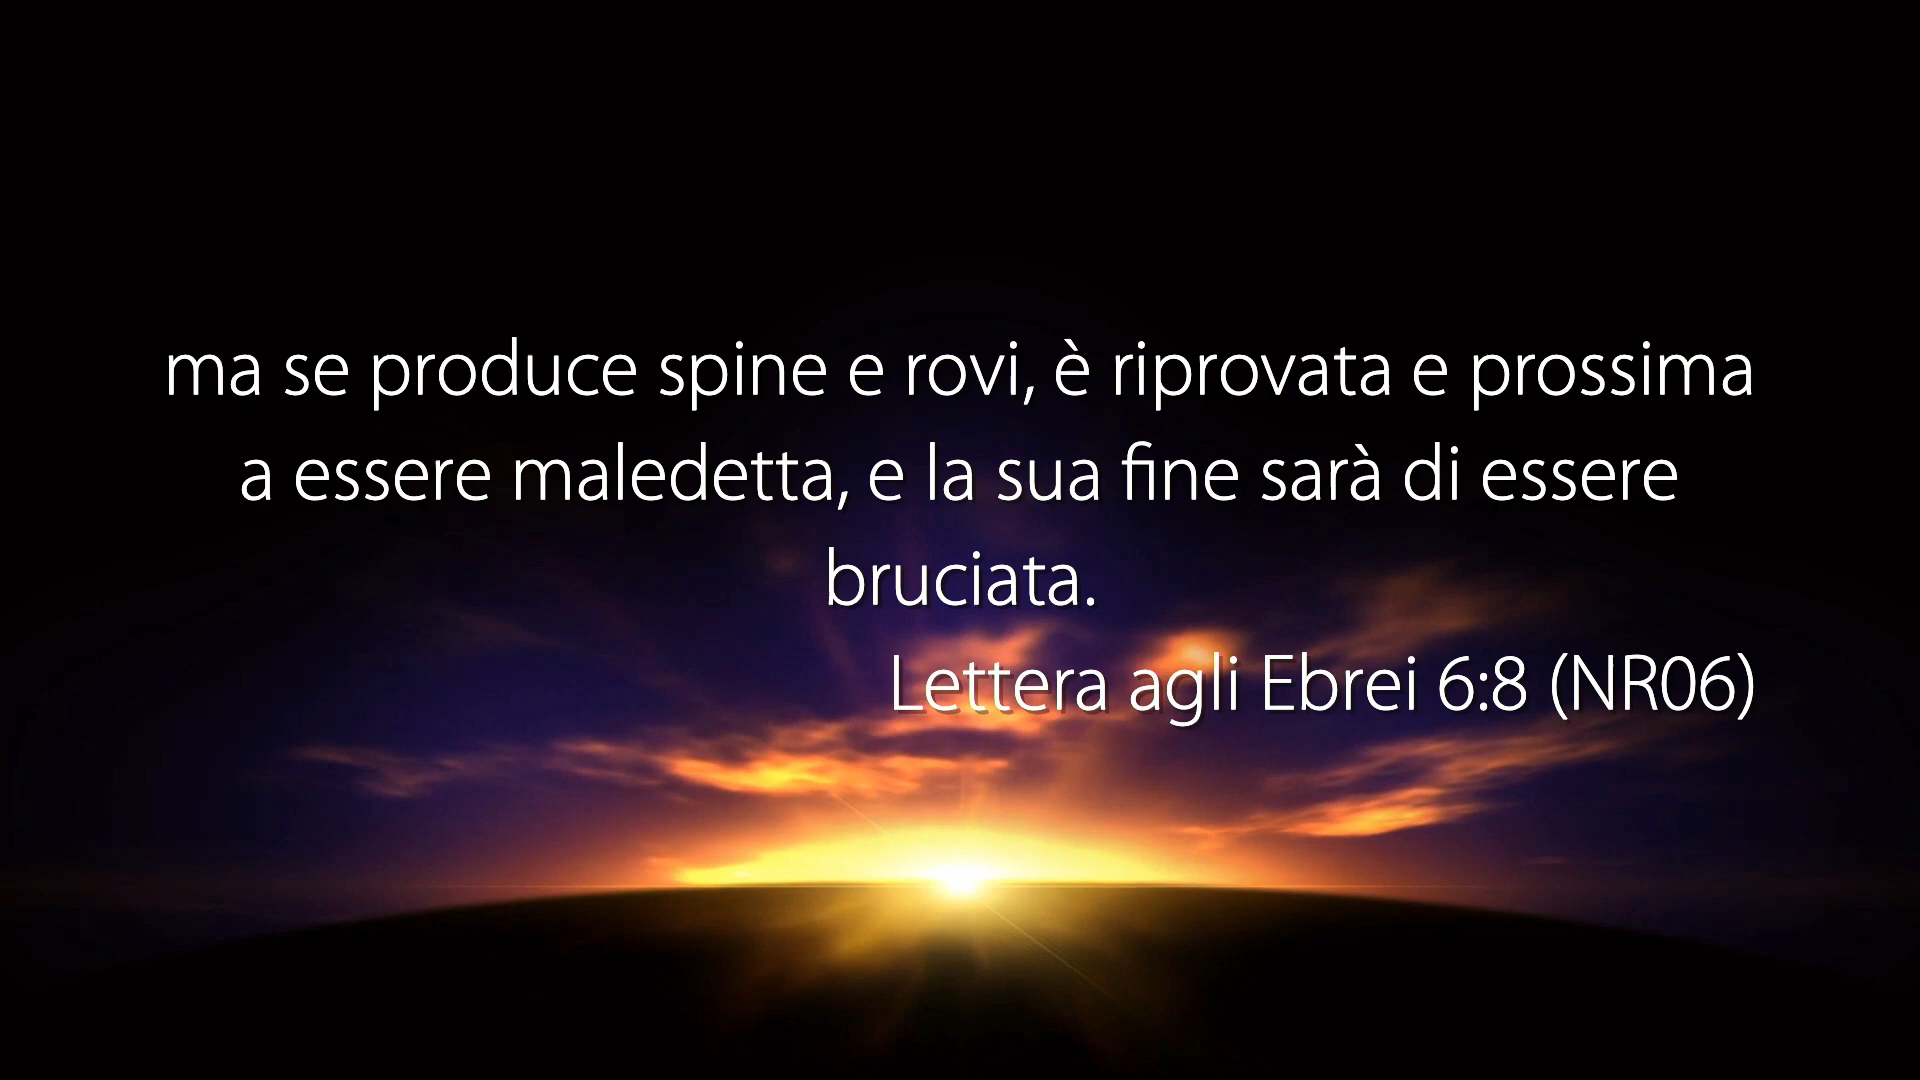 ma se produce spine e rovi, è riprovata e prossima
a essere maledetta, e la sua fine sarà di essere
bruciata.
Lettera agli Ebrei 6:8 (NR06)